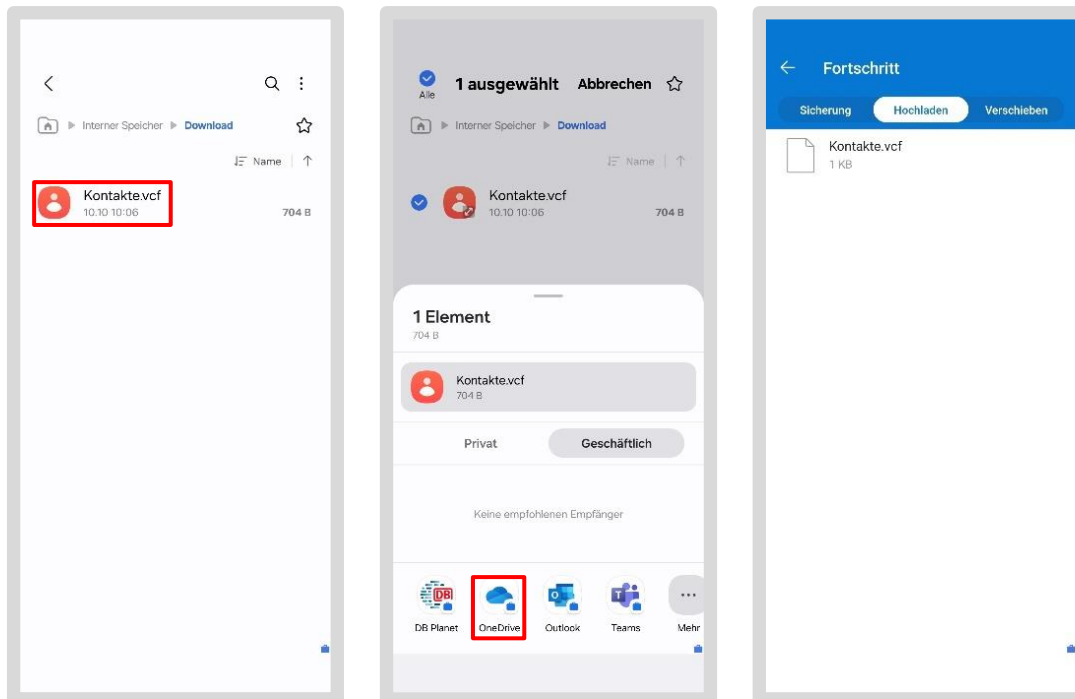 Interner Speicher Download
Name
Kontakte.vcf
10.10 10:06
704 B
1 ausgewählt Abbrechen
Alle
Interner Speicher Download
Name
Kontakte.vcf
10.10 10:06
704 B
1 Element
704 B
Kontakte.vcf
704 B
Privat Geschäftlich
Keine empfohlenen Empfänger
DB
DB Planet OneDrive Outlook Teams Mehr
Fortschritt
Sicherung Hochladen Verschieben
Kontakte.vcf
1 KB